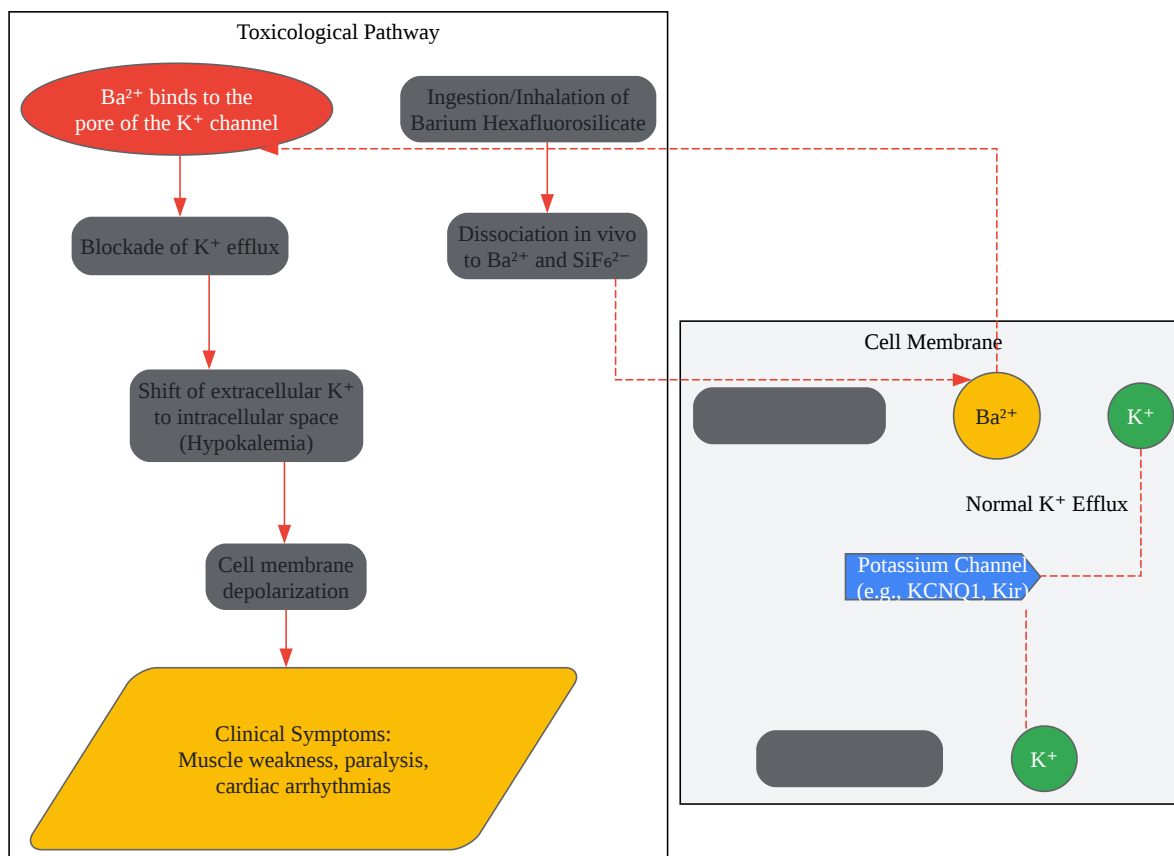 Toxicological Pathway
Ba²⁺ binds to the
pore of the K⁺ channel
Ingestion/Inhalation of
Barium Hexafluorosilicate
Blockade of K⁺ efflux
Dissociation in vivo
to Ba²⁺ and SiF₆²⁻
Shift of extracellular K⁺
to intracellular space
(Hypokalemia)
Cell membrane
depolarization
Clinical Symptoms:
Muscle weakness, paralysis,
cardiac arrhythmias
Cell Membrane
Ba²⁺
K⁺
Normal K⁺ Efflux
Potassium Channel
(e.g., KCNQ1, Kir)
K⁺